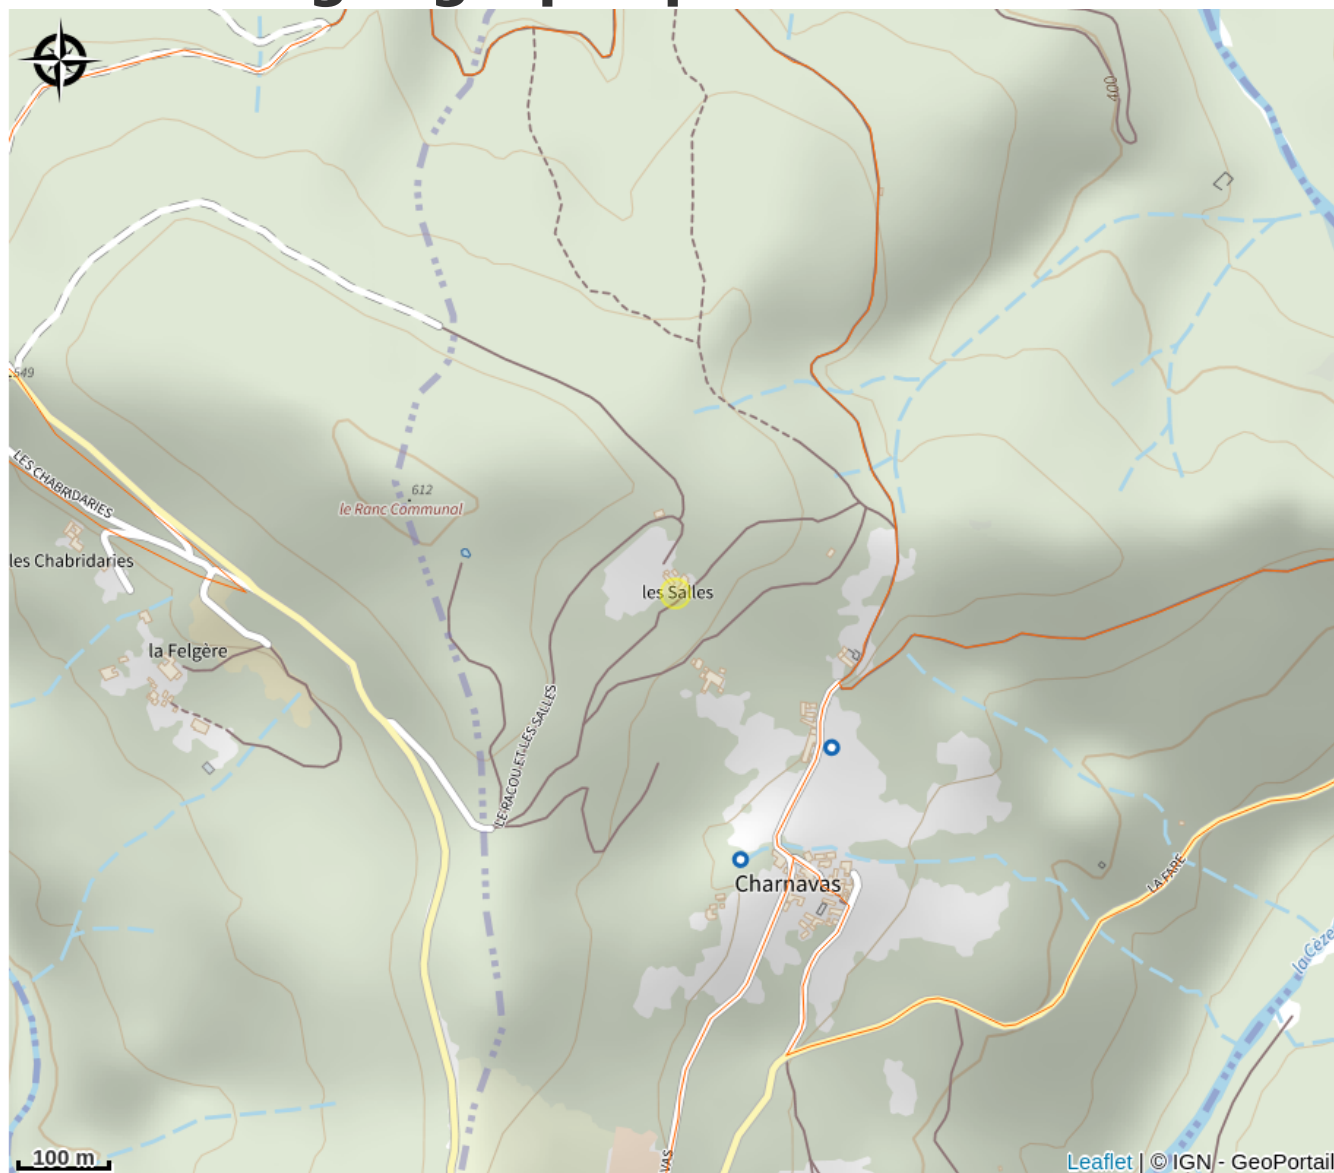 400
549
LES CHABRIDARIES
612
le Ranc Communal
les Chabridaries
les Salles
la Felgère
LE RACOU ET LES SALLES
Charnavas
LA FARE
la Cèze
VAS
100 m
Leaflet | © IGN - GeoPortail